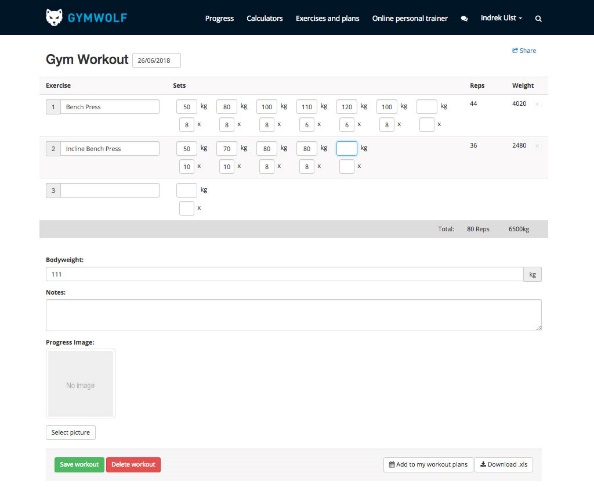 GYMWOLF Progress Calculators Exercises and plans Online personal trainer Indrek Ulst
Share
Gym Workout 26/06/2018
Exercise Sets Reps Weight
1 Bench Press 50 kg 80 kg 100 kg 110 kg 120 kg 100 kg kg 44 4020
8 x 8 x 8 x 6 x 6 x 8 x x
2 Incline Bench Press 50 kg 70 kg 80 kg 80 kg kg 36 2480
10 x 10 x 8 x 8 x x
3 kg
x
Total: 80 Reps 6500kg
Bodyweight:
111 kg
Notes:
Progress Image:
No image
Select picture
Save workout Delete workout Add to my workout plans Download .xls